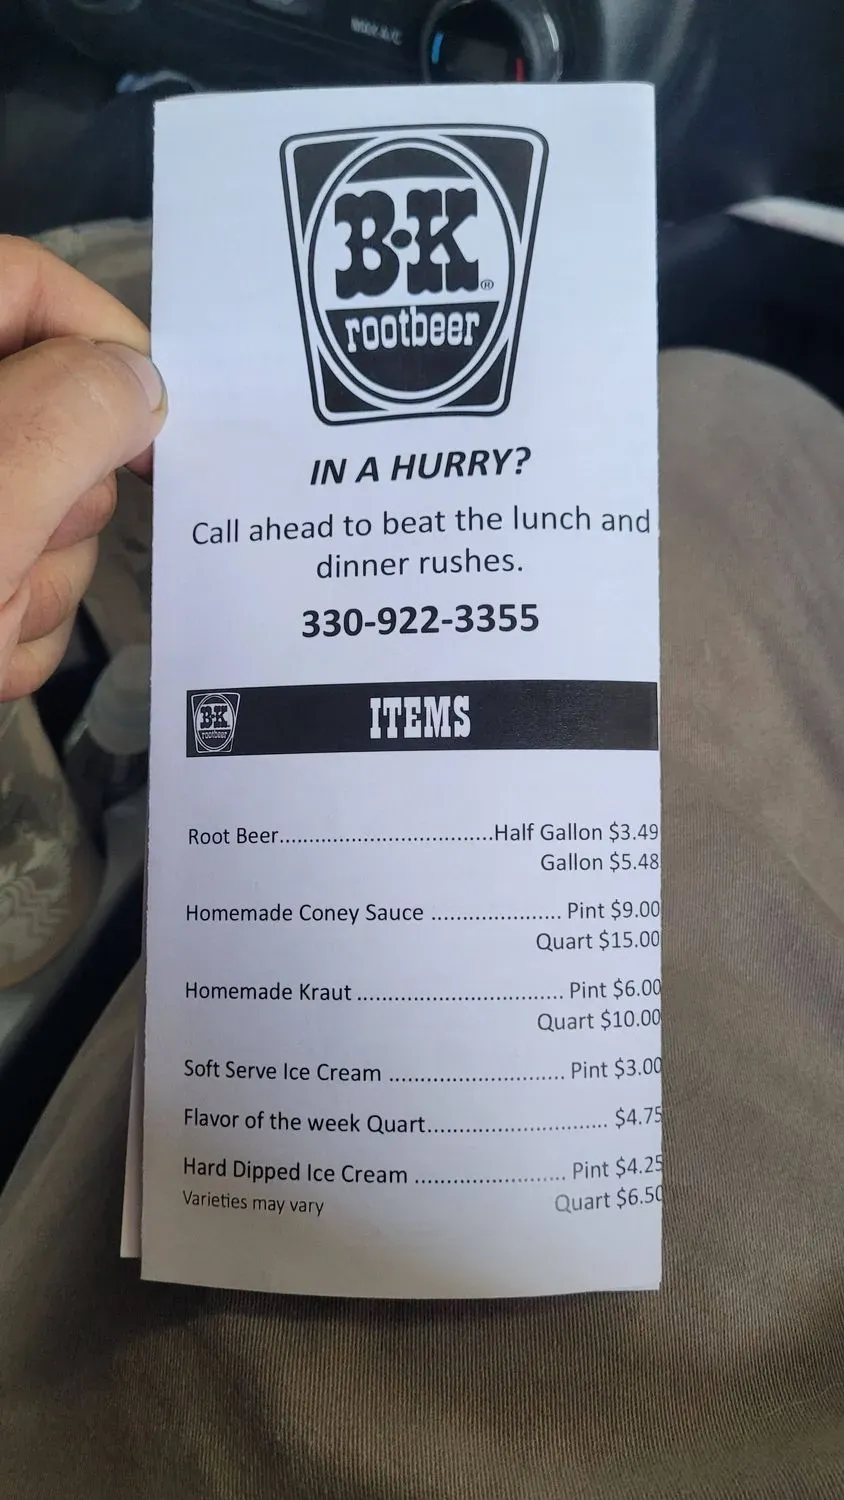 MAX A/C
B·K®
rootbeer
IN A HURRY?
Call ahead to beat the lunch and
dinner rushes.
330-922-3355
B·K
rootbeer
ITEMS
Root Beer....................................Half Gallon $3.49
Gallon $5.48
Homemade Coney Sauce ...................... Pint $9.00
Quart $15.00
Homemade Kraut ................................... Pint $6.00
Quart $10.00
Soft Serve Ice Cream .............................. Pint $3.00
Flavor of the week Quart............................... $4.75
Hard Dipped Ice Cream .......................... Pint $4.25
Varieties may vary
Quart $6.50